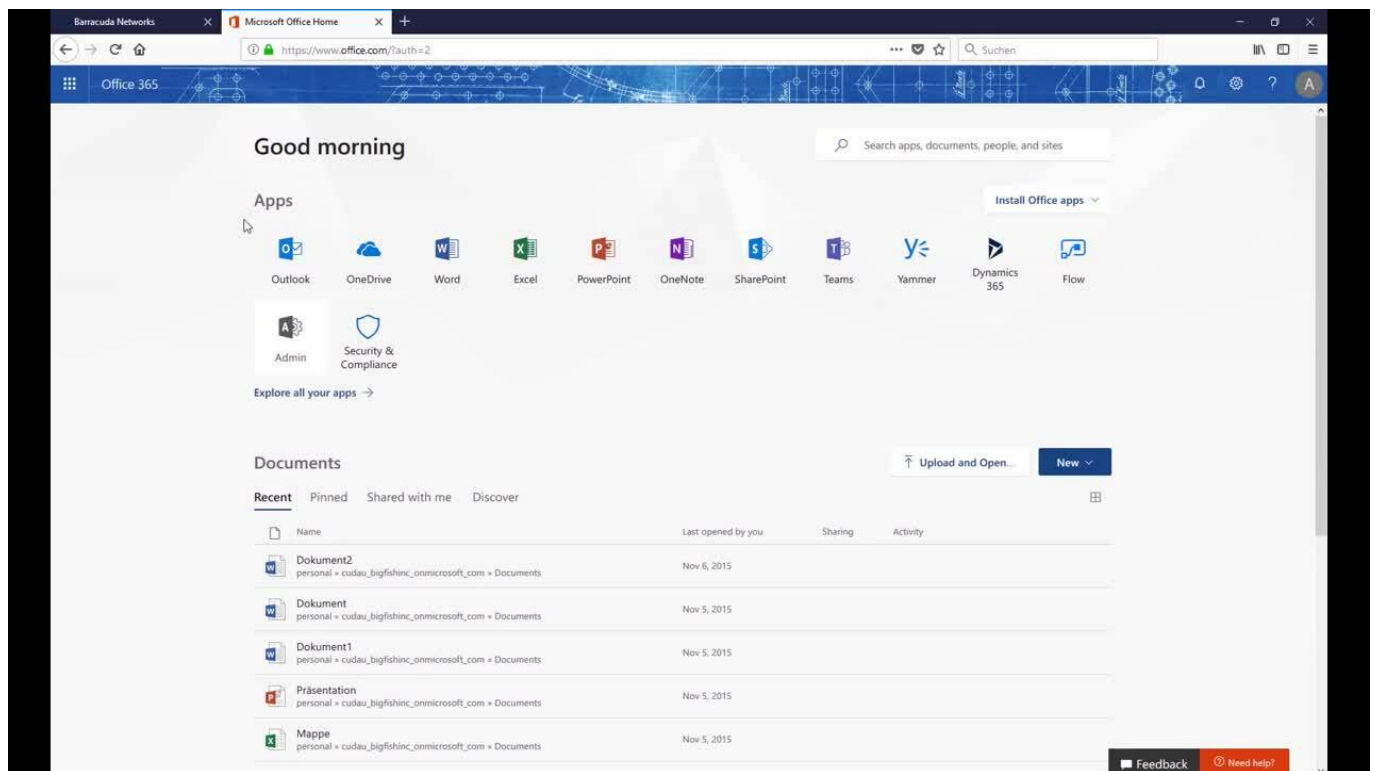 Barracuda Networks
Microsoft Office Home
https://www.office.com/?auth=2
Suchen
Office 365
A
Good morning
Search apps, documents, people, and sites
Apps
Install Office apps
Outlook
OneDrive
Word
Excel
PowerPoint
OneNote
SharePoint
Teams
Yammer
Dynamics
365
Flow
Admin
Security &
Compliance
Explore all your apps →
Documents
Upload and Open...
New
Recent Pinned Shared with me Discover
Name Last opened by you Sharing Activity
Dokument2
personal » cudau_bigfishinc_onmicrosoft_com » Documents
Nov 6, 2015
Dokument
personal » cudau_bigfishinc_onmicrosoft_com » Documents
Nov 5, 2015
Dokument1
personal » cudau_bigfishinc_onmicrosoft_com » Documents
Nov 5, 2015
Präsentation
personal » cudau_bigfishinc_onmicrosoft_com » Documents
Nov 5, 2015
Mappe
personal » cudau_bigfishinc_onmicrosoft_com » Documents
Nov 5, 2015
Feedback
Need help?